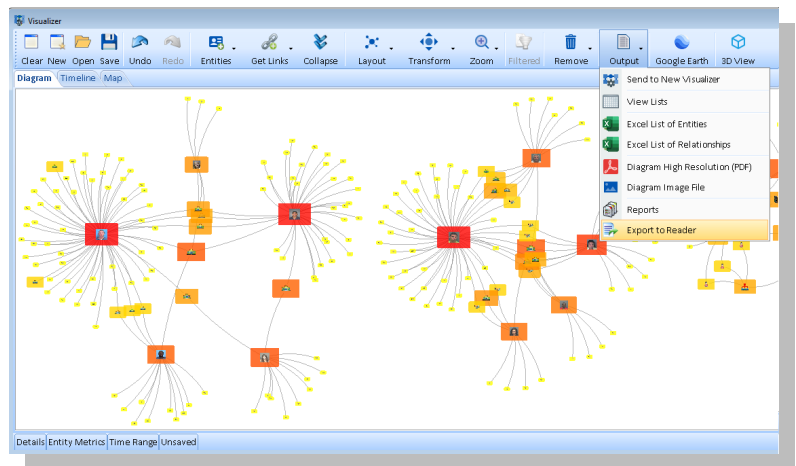 Visualizer
Clear New Open Save Undo Redo Entities Get Links Collapse Layout Transform Zoom Filtered Remove Output Google Earth 3D View
Diagram Timeline Map
Send to New Visualizer
View Lists
Excel List of Entities
Excel List of Relationships
Diagram High Resolution (PDF)
Diagram Image File
Reports
Export to Reader
Details Entity Metrics Time Range Unsaved